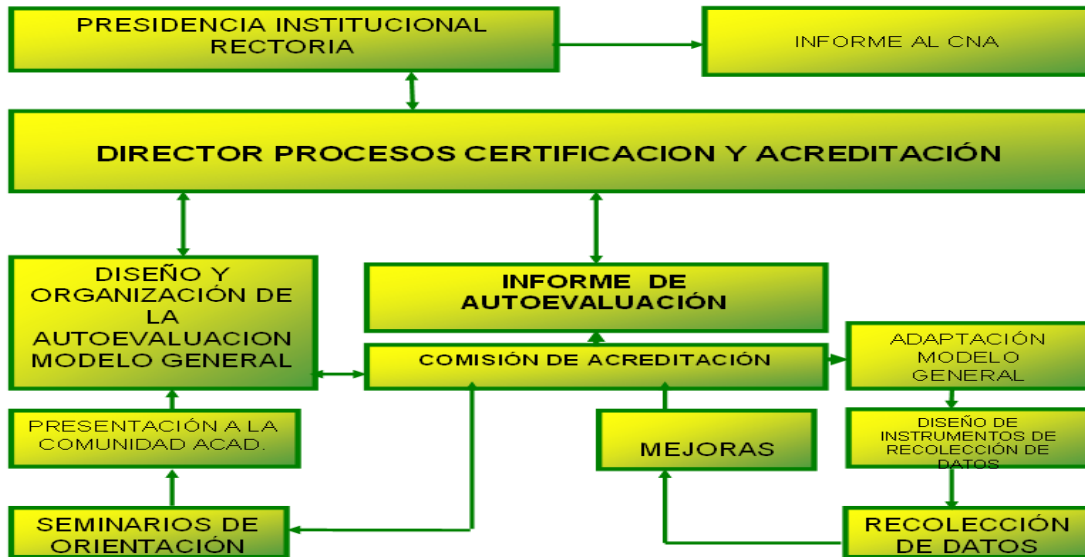 PRESIDENCIA INSTITUCIONAL
RECTORIA
INFORME AL CNA
DIRECTOR PROCESOS CERTIFICACION Y ACREDITACIÓN
DISEÑO Y
ORGANIZACIÓN DE
LA
AUTOEVALUACION
MODELO GENERAL
INFORME DE
AUTOEVALUACIÓN
COMISIÓN DE ACREDITACIÓN
ADAPTACIÓN
MODELO
GENERAL
PRESENTACIÓN A LA
COMUNIDAD ACAD.
MEJORAS
DISEÑO DE
INSTRUMENTOS DE
RECOLECCIÓN DE
DATOS
SEMINARIOS DE
ORIENTACIÓN
RECOLECCIÓN
DE DATOS